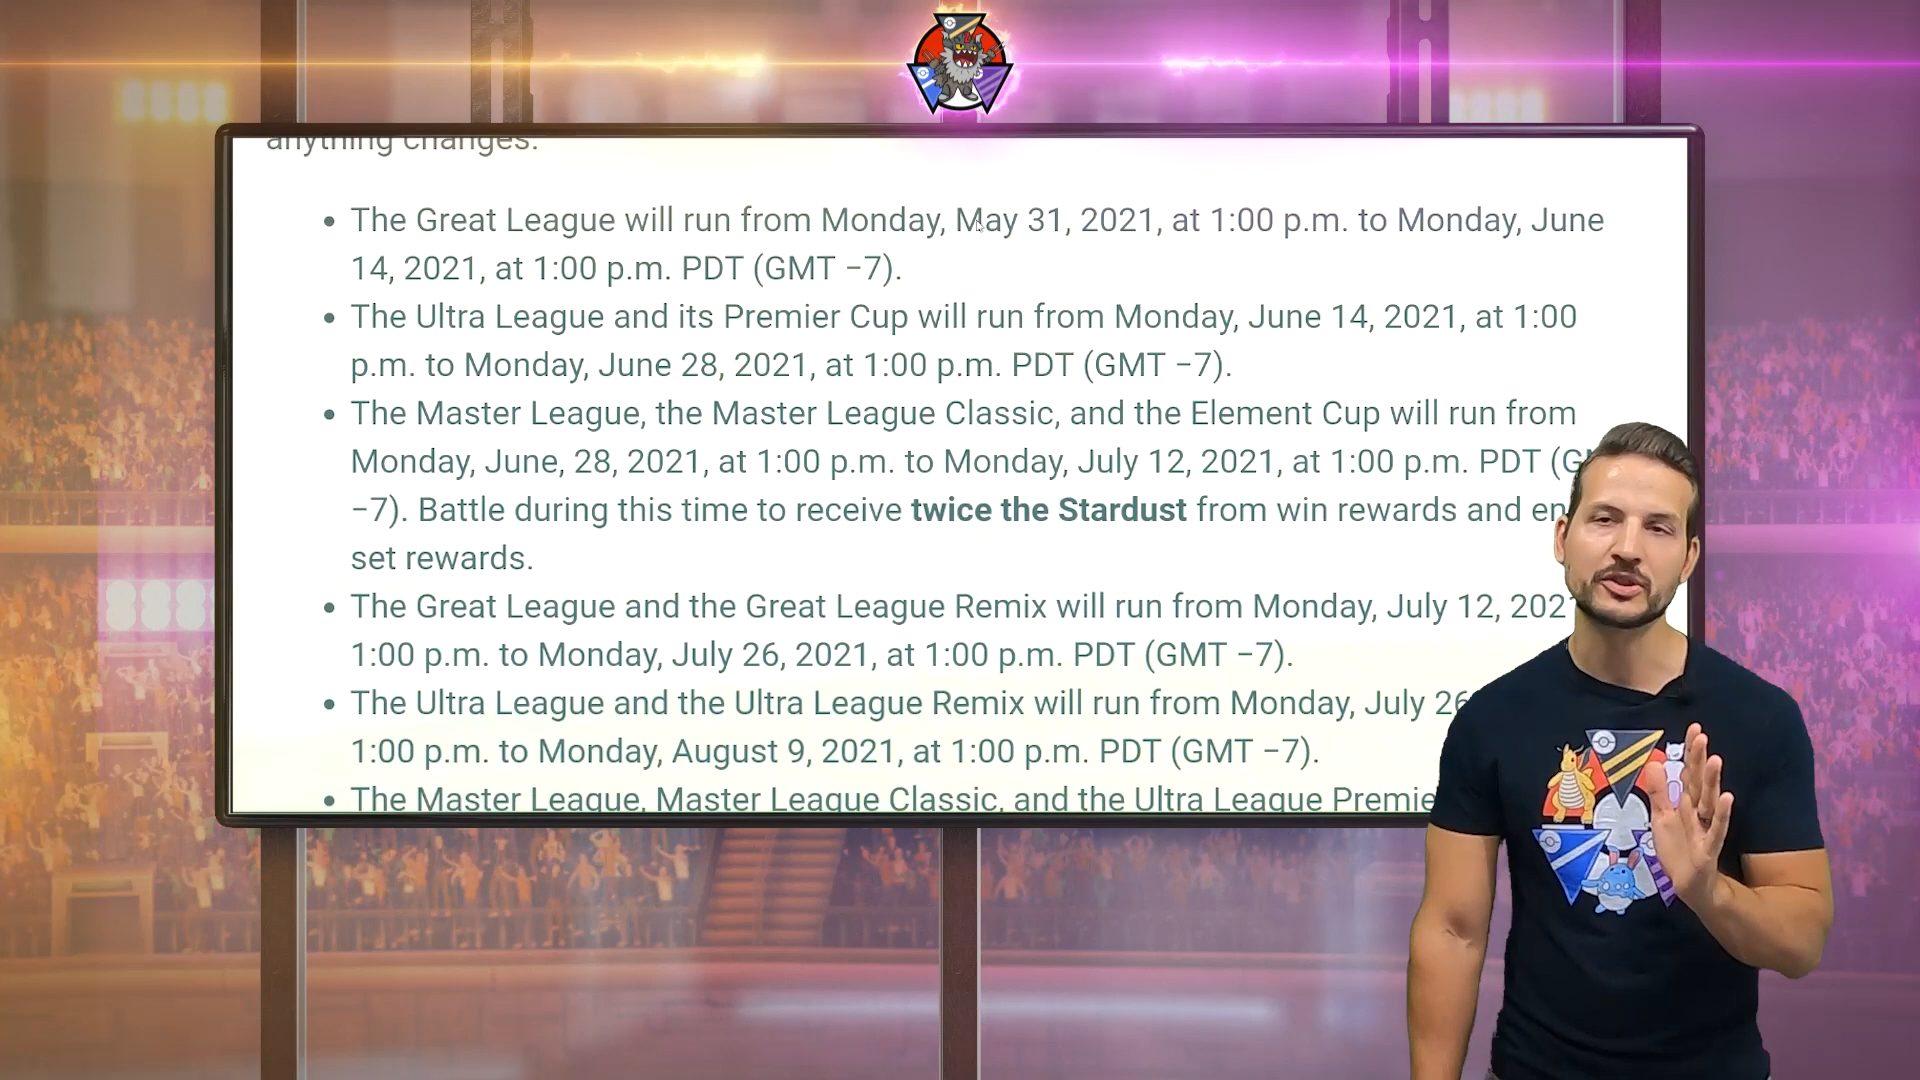 anything changes.
• The Great League will run from Monday, May 31, 2021, at 1:00 p.m. to Monday, June
14, 2021, at 1:00 p.m. PDT (GMT −7).
• The Ultra League and its Premier Cup will run from Monday, June 14, 2021, at 1:00
p.m. to Monday, June 28, 2021, at 1:00 p.m. PDT (GMT −7).
• The Master League, the Master League Classic, and the Element Cup will run from
Monday, June, 28, 2021, at 1:00 p.m. to Monday, July 12, 2021, at 1:00 p.m. PDT (G
−7). Battle during this time to receive twice the Stardust from win rewards and en
set rewards.
• The Great League and the Great League Remix will run from Monday, July 12, 202
1:00 p.m. to Monday, July 26, 2021, at 1:00 p.m. PDT (GMT −7).
• The Ultra League and the Ultra League Remix will run from Monday, July 26
1:00 p.m. to Monday, August 9, 2021, at 1:00 p.m. PDT (GMT −7).
• The Master League, Master League Classic, and the Ultra League Premie